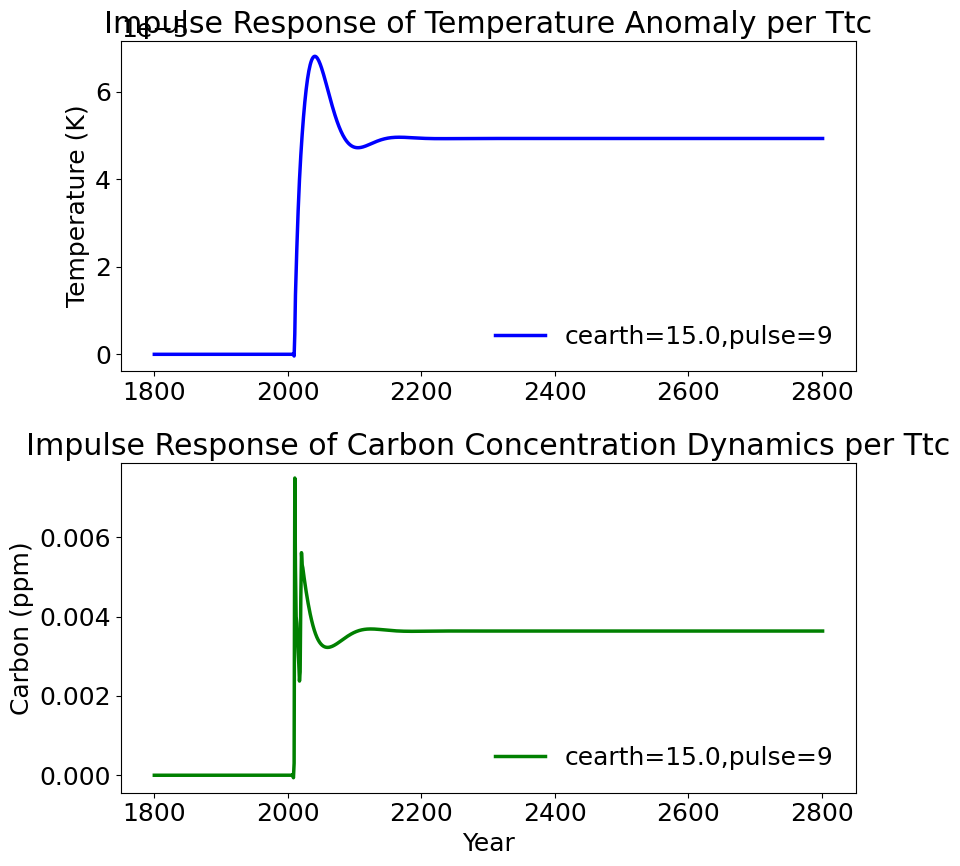 Impulse Response of Temperature Anomaly per Ttc
1e−5
6
4
2
0
Temperature (K)
cearth=15.0,pulse=9
1800 2000 2200 2400 2600 2800
Impulse Response of Carbon Concentration Dynamics per Ttc
0.006
0.004
0.002
0.000
Carbon (ppm)
cearth=15.0,pulse=9
1800 2000 2200 2400 2600 2800
Year